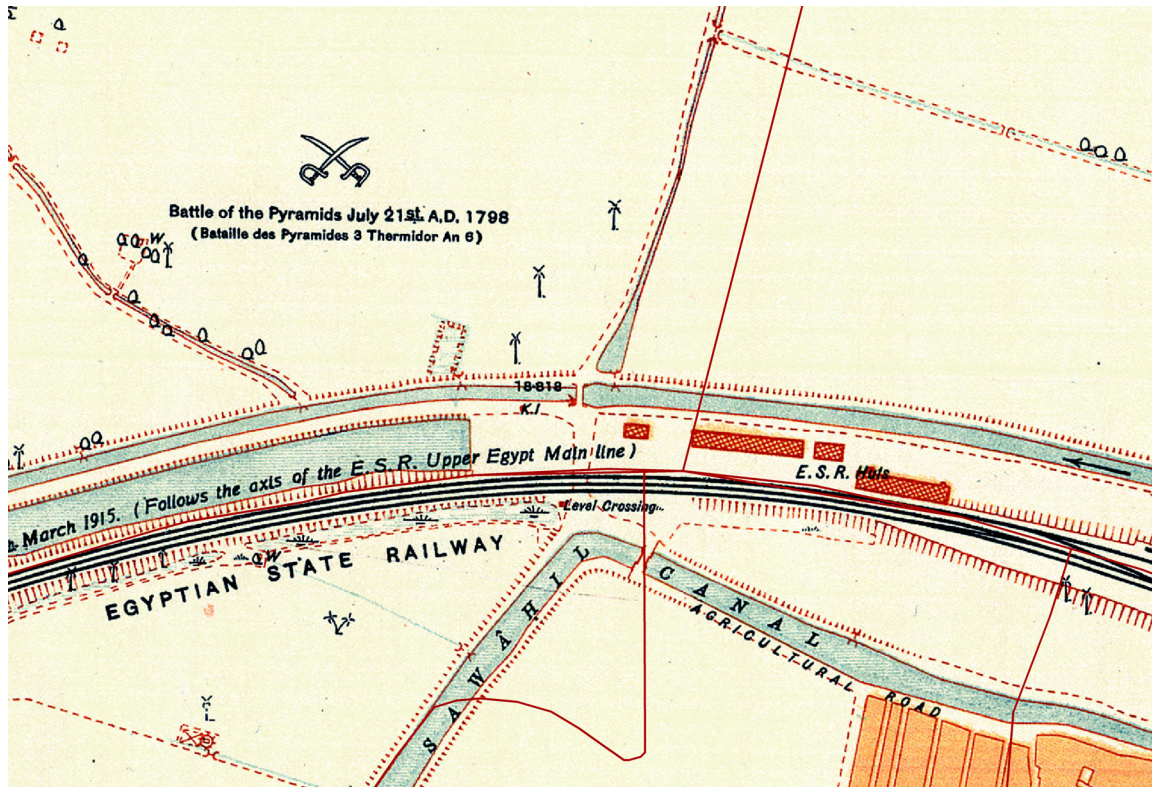 Battle of the Pyramids July 21st. A.D. 1798
(Bataille des Pyramides 3 Thermidor An 6)
W
18·818
K.I
March 1915. (Follows the axis of the E.S.R. Upper Egypt Main line)
E.S.R. Huts
Level Crossing
W
EGYPTIAN STATE RAILWAY
SAWÂHIL CANAL
AGRICULTURAL ROAD